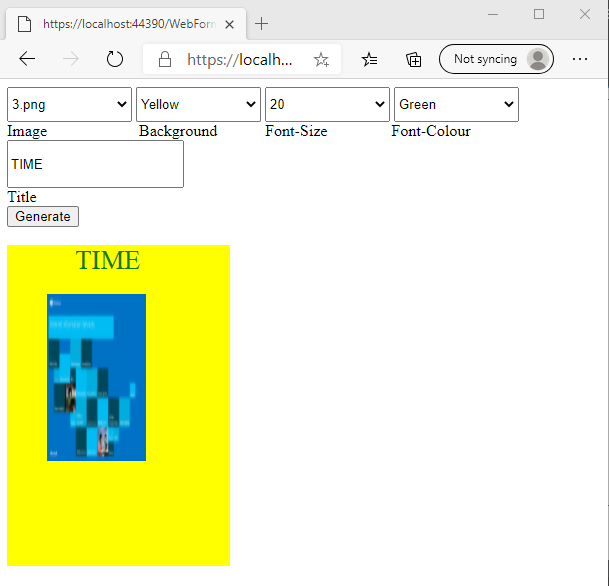 https://localhost:44390/WebForm
https://localh...
Not syncing
3.png Yellow 20 Green
Image Background Font-Size Font-Colour
TIME
Title
Generate
TIME